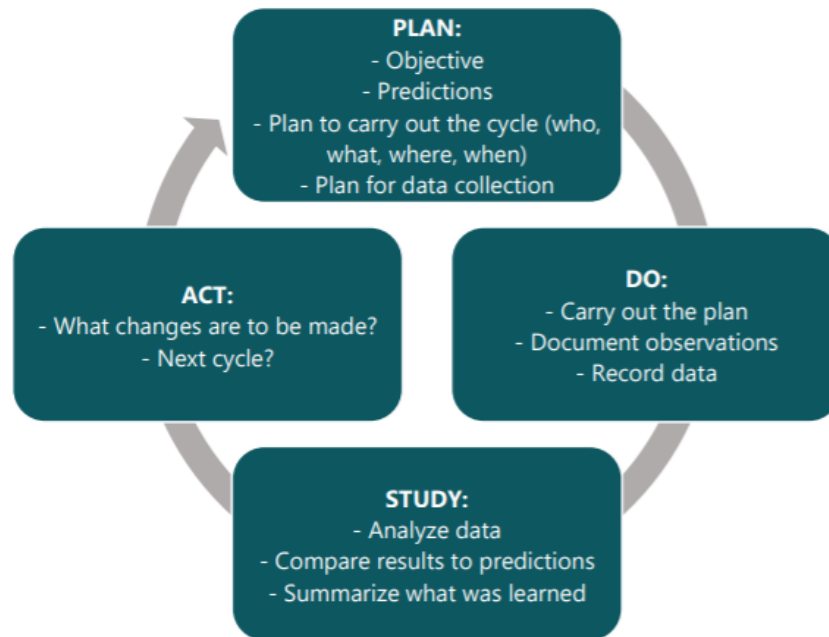 PLAN:
- Objective
- Predictions
- Plan to carry out the cycle (who,
what, where, when)
- Plan for data collection
DO:
- Carry out the plan
- Document observations
- Record data
STUDY:
- Analyze data
- Compare results to predictions
- Summarize what was learned
ACT:
- What changes are to be made?
- Next cycle?